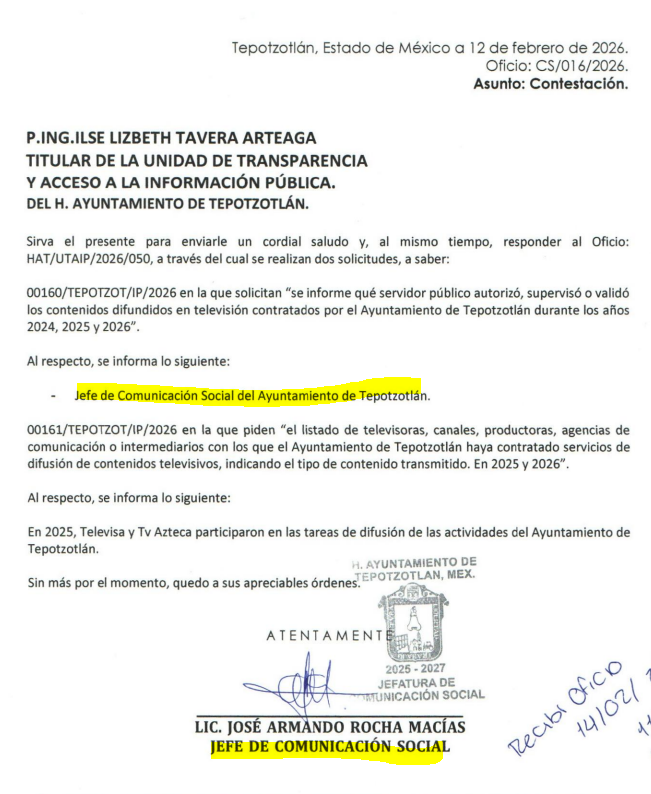 Tepotzotlán, Estado de México a 12 de febrero de 2026.
Oficio: CS/016/2026.
Asunto: Contestación.
P.ING.ILSE LIZBETH TAVERA ARTEAGA
TITULAR DE LA UNIDAD DE TRANSPARENCIA
Y ACCESO A LA INFORMACIÓN PÚBLICA.
DEL H. AYUNTAMIENTO DE TEPOTZOTLÁN.
Sirva el presente para enviarle un cordial saludo y, al mismo tiempo, responder al Oficio:
HAT/UTAIP/2026/050, a través del cual se realizan dos solicitudes, a saber:
00160/TEPOTZOT/IP/2026 en la que solicitan “se informe qué servidor público autorizó, supervisó o validó
los contenidos difundidos en televisión contratados por el Ayuntamiento de Tepotzotlán durante los años
2024, 2025 y 2026”.
Al respecto, se informa lo siguiente:
- Jefe de Comunicación Social del Ayuntamiento de Tepotzotlán.
00161/TEPOTZOT/IP/2026 en la que piden “el listado de televisoras, canales, productoras, agencias de
comunicación o intermediarios con los que el Ayuntamiento de Tepotzotlán haya contratado servicios de
difusión de contenidos televisivos, indicando el tipo de contenido transmitido. En 2025 y 2026”.
Al respecto, se informa lo siguiente:
En 2025, Televisa y Tv Azteca participaron en las tareas de difusión de las actividades del Ayuntamiento de
Tepotzotlán.
Sin más por el momento, quedo a sus apreciables órdenes.
H. AYUNTAMIENTO DE
TEPOTZOTLAN, MEX.
ATENTAMENTE
2025 - 2027
JEFATURA DE
COMUNICACIÓN SOCIAL
LIC. JOSÉ ARMANDO ROCHA MACÍAS
JEFE DE COMUNICACIÓN SOCIAL
Recibí Oficio
14/02/